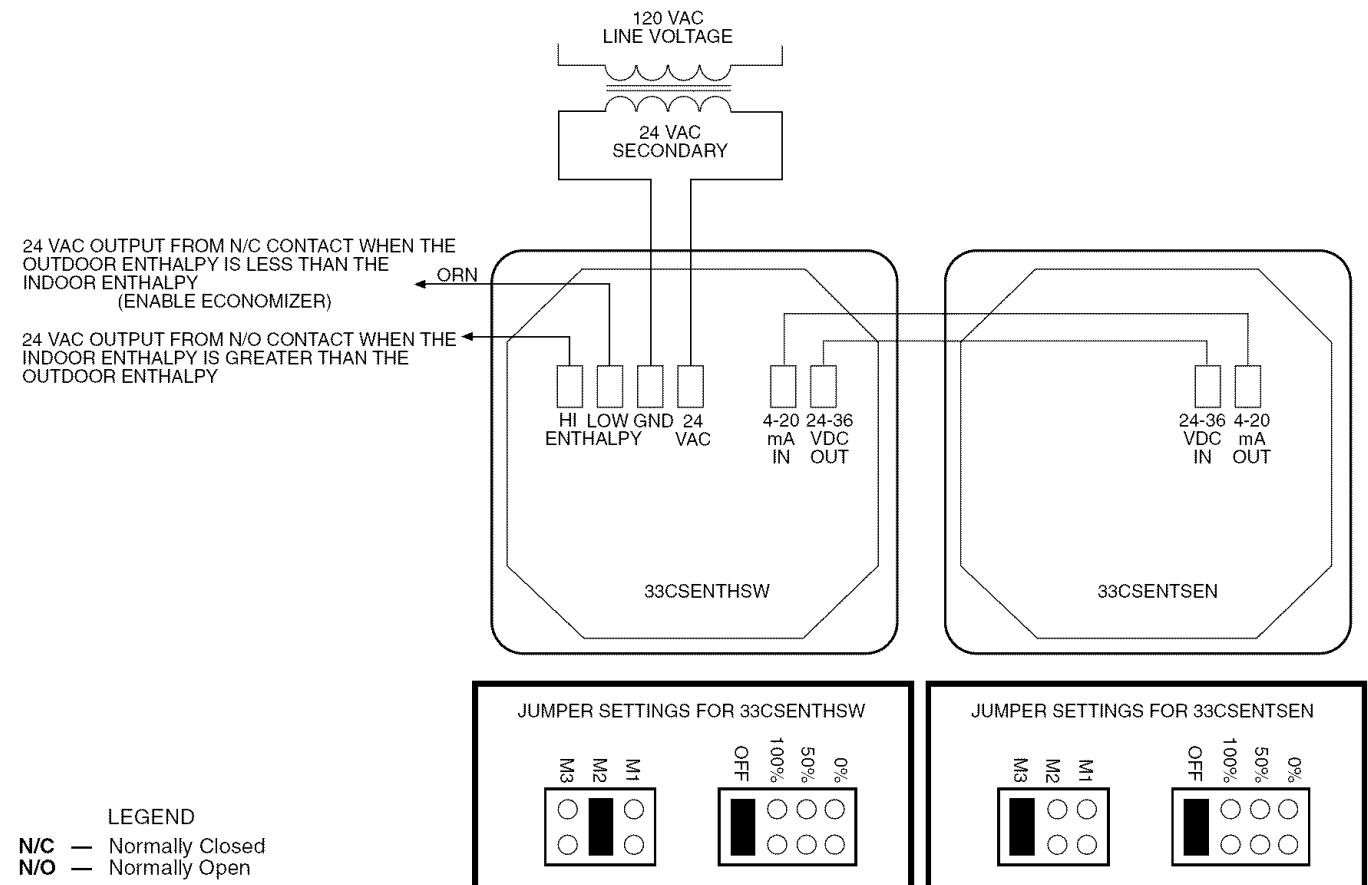 120 VAC
LINE VOLTAGE
24 VAC
SECONDARY
24 VAC OUTPUT FROM N/C CONTACT WHEN THE
OUTDOOR ENTHALPY IS LESS THAN THE
INDOOR ENTHALPY
(ENABLE ECONOMIZER)
ORN
24 VAC OUTPUT FROM N/O CONTACT WHEN THE
INDOOR ENTHALPY IS GREATER THAN THE
OUTDOOR ENTHALPY
HI LOW GND 24
ENTHALPY VAC
4-20 24-36
mA VDC
IN OUT
24-36 4-20
VDC mA
IN OUT
33CSENTHSW
33CSENTSEN
JUMPER SETTINGS FOR 33CSENTHSW
M3 M2 M1
OFF 100% 50% 0%
JUMPER SETTINGS FOR 33CSENTSEN
M3 M2 M1
OFF 100% 50% 0%
LEGEND
N/C — Normally Closed
N/O — Normally Open